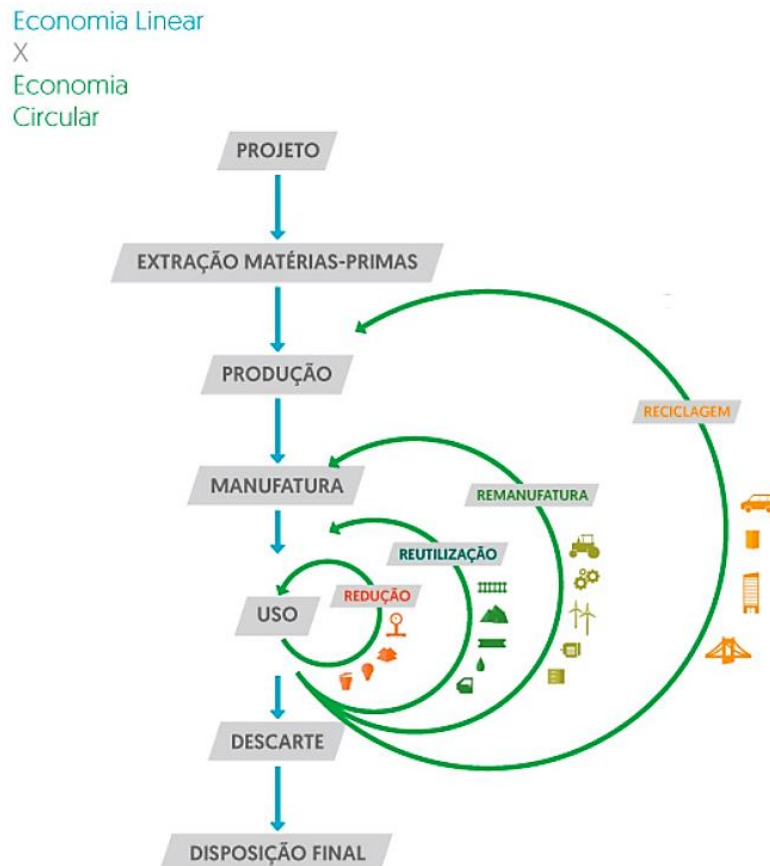 Economia Linear
X
Economia
Circular
PROJETO
EXTRAÇÃO MATÉRIAS-PRIMAS
PRODUÇÃO
RECICLAGEM
MANUFATURA
REMANUFATURA
REUTILIZAÇÃO
REDUÇÃO
USO
DESCARTE
DISPOSIÇÃO FINAL